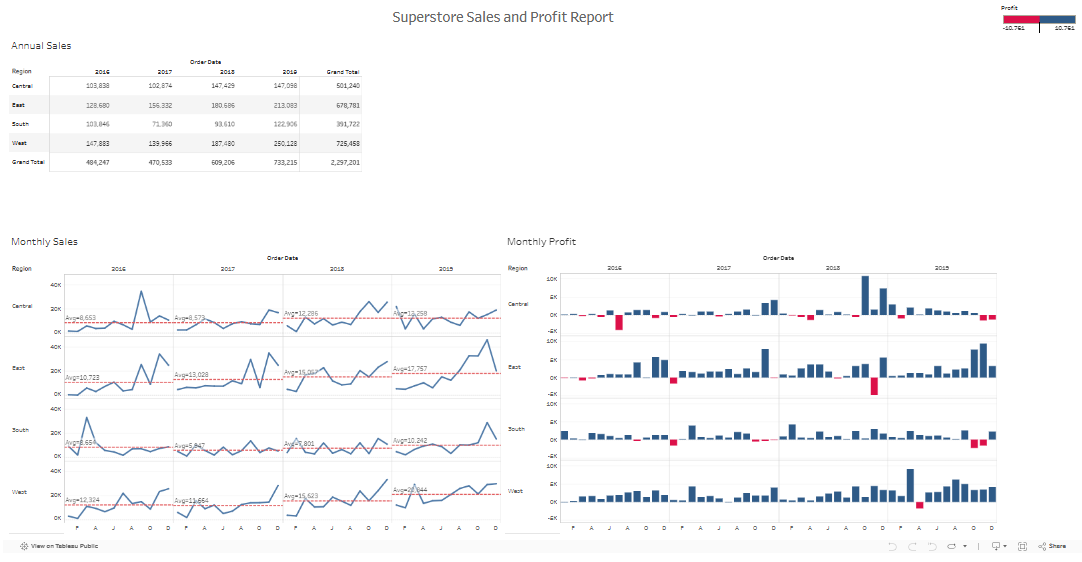 Superstore Sales and Profit Report
Profit
-10,761 10,761
Annual Sales
Order Date
Region 2016 2017 2018 2019 Grand Total
Central 103,838 102,874 147,429 147,098 501,240
East 128,680 156,332 180,686 213,083 678,781
South 103,846 71,360 93,610 122,906 391,722
West 147,883 139,966 187,480 250,128 725,458
Grand Total 484,247 470,533 609,206 733,215 2,297,201
Monthly Sales
Order Date
Region 2016 2017 2018 2019
Central
40K
20K
0K
Avg=8,653 Avg=8,573 Avg=12,286 Avg=12,258
East
40K
20K
0K
Avg=10,723 Avg=13,028 Avg=17,757
South
40K
20K
0K
Avg=8,654 Avg=5,947 Avg=7,801 Avg=10,242
West
40K
20K
0K
Avg=12,324 Avg=11,664 Avg=15,623
F A J A O D F A J A O D F A J A O D F A J A O D
Monthly Profit
Order Date
Region 2016 2017 2018 2019
Central
10K
5K
0K
-5K
East
10K
5K
0K
-5K
South
10K
5K
0K
-5K
West
10K
5K
0K
-5K
F A J A O D F A J A O D F A J A O D F A J A O D
View on Tableau Public
Share